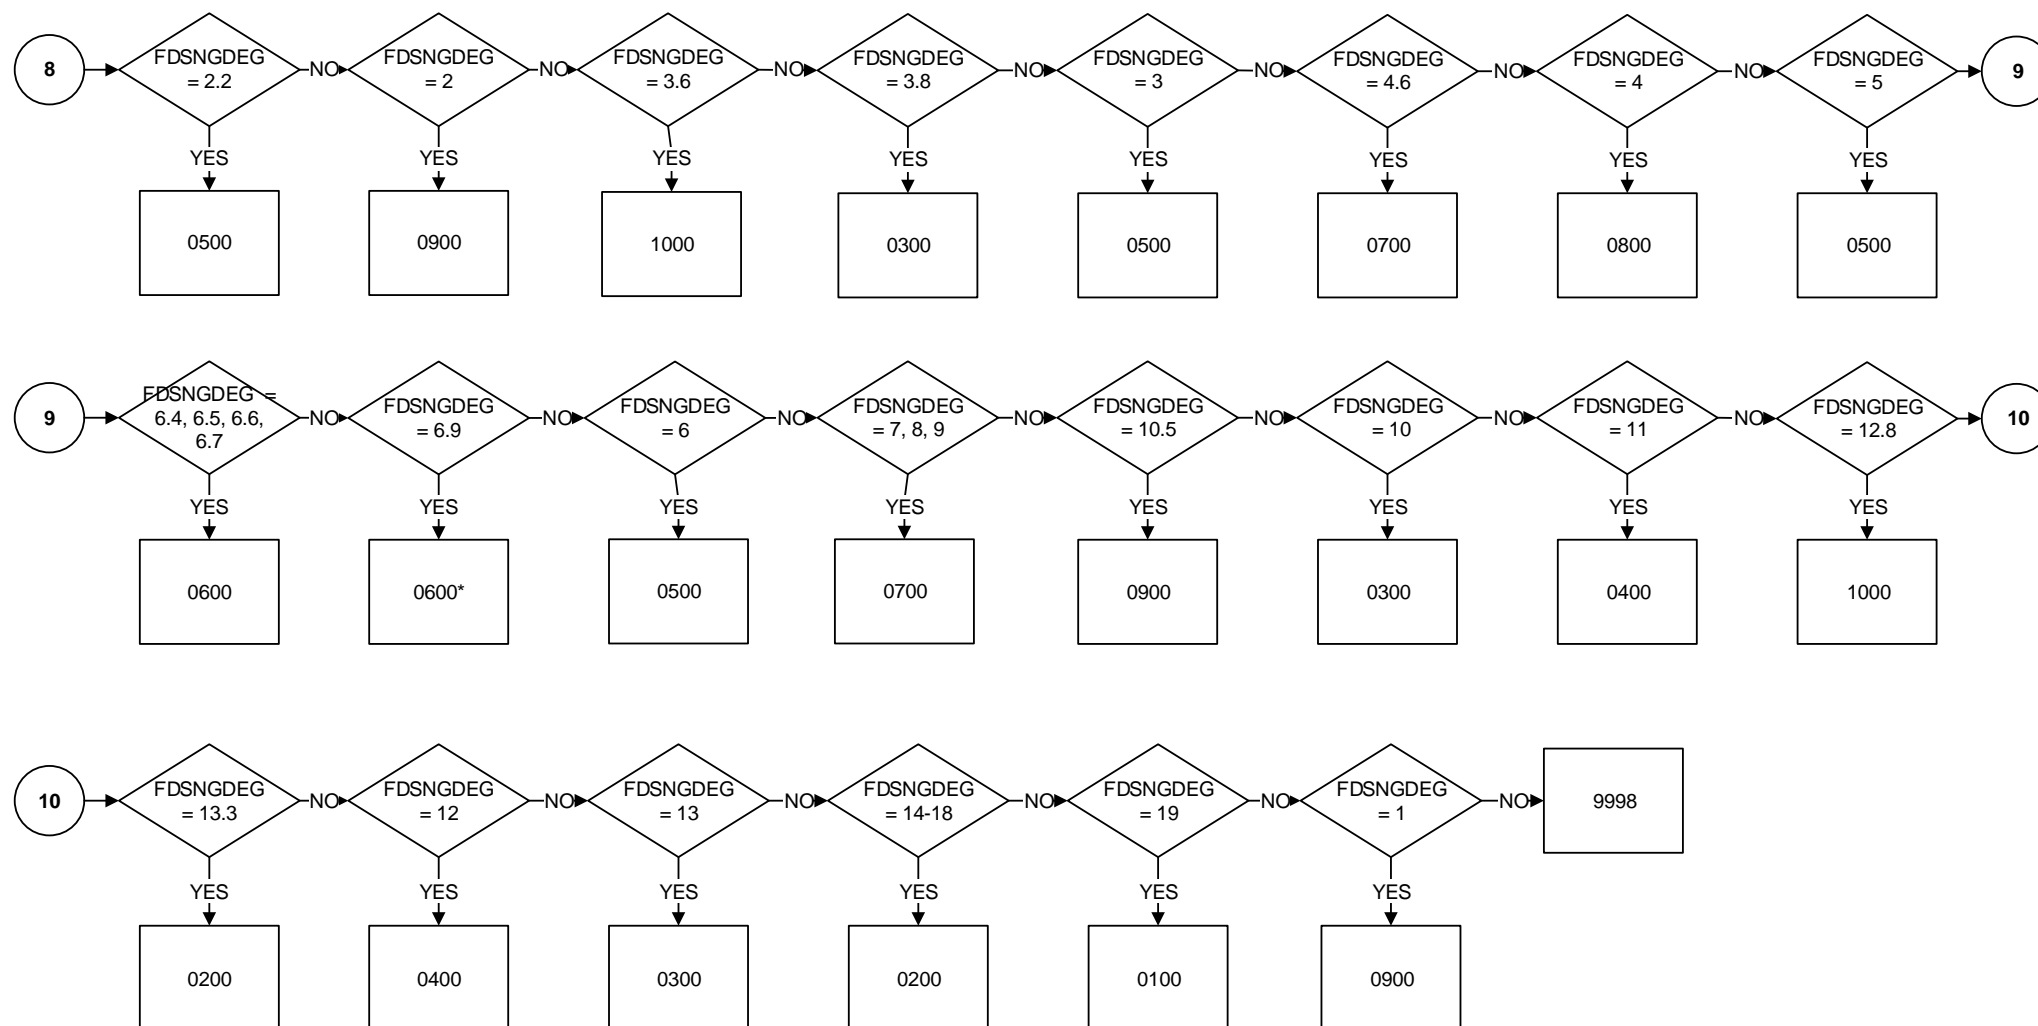 8
FDSNGDEG
= 2.2
NO
FDSNGDEG
= 2
NO
FDSNGDEG
= 3.6
NO
FDSNGDEG
= 3.8
NO
FDSNGDEG
= 3
NO
FDSNGDEG
= 4.6
NO
FDSNGDEG
= 4
NO
FDSNGDEG
= 5
9
YES
YES
YES
YES
YES
YES
YES
YES
0500
0900
1000
0300
0500
0700
0800
0500
9
FDSNGDEG =
6.4, 6.5, 6.6,
6.7
NO
FDSNGDEG
= 6.9
NO
FDSNGDEG
= 6
NO
FDSNGDEG
= 7, 8, 9
NO
FDSNGDEG
= 10.5
NO
FDSNGDEG
= 10
NO
FDSNGDEG
= 11
NO
FDSNGDEG
= 12.8
10
YES
YES
YES
YES
YES
YES
YES
YES
0600
0600*
0500
0700
0900
0300
0400
1000
10
FDSNGDEG
= 13.3
NO
FDSNGDEG
= 12
NO
FDSNGDEG
= 13
NO
FDSNGDEG
= 14-18
NO
FDSNGDEG
= 19
NO
FDSNGDEG
= 1
NO
9998
YES
YES
YES
YES
YES
YES
0200
0400
0300
0200
0100
0900